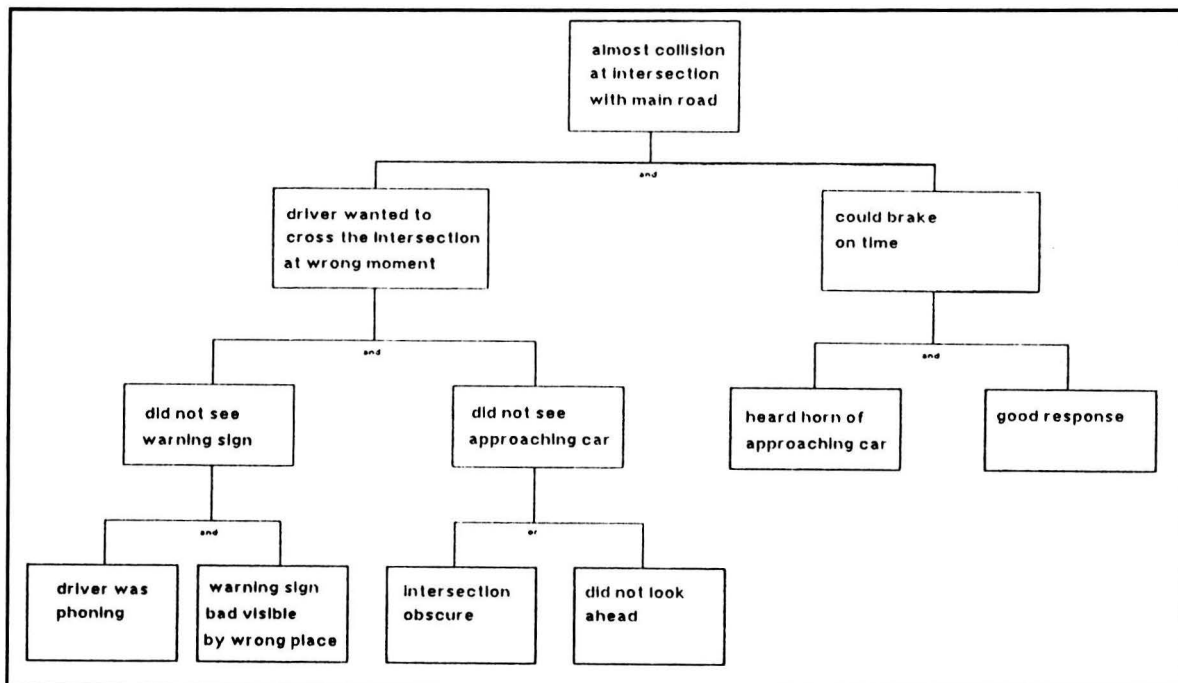 almost collision
at intersection
with main road
and
driver wanted to
cross the intersection
at wrong moment
could brake
on time
and
and
did not see
warning sign
did not see
approaching car
heard horn of
approaching car
good response
and
or
driver was
phoning
warning sign
bad visible
by wrong place
intersection
obscure
did not look
ahead